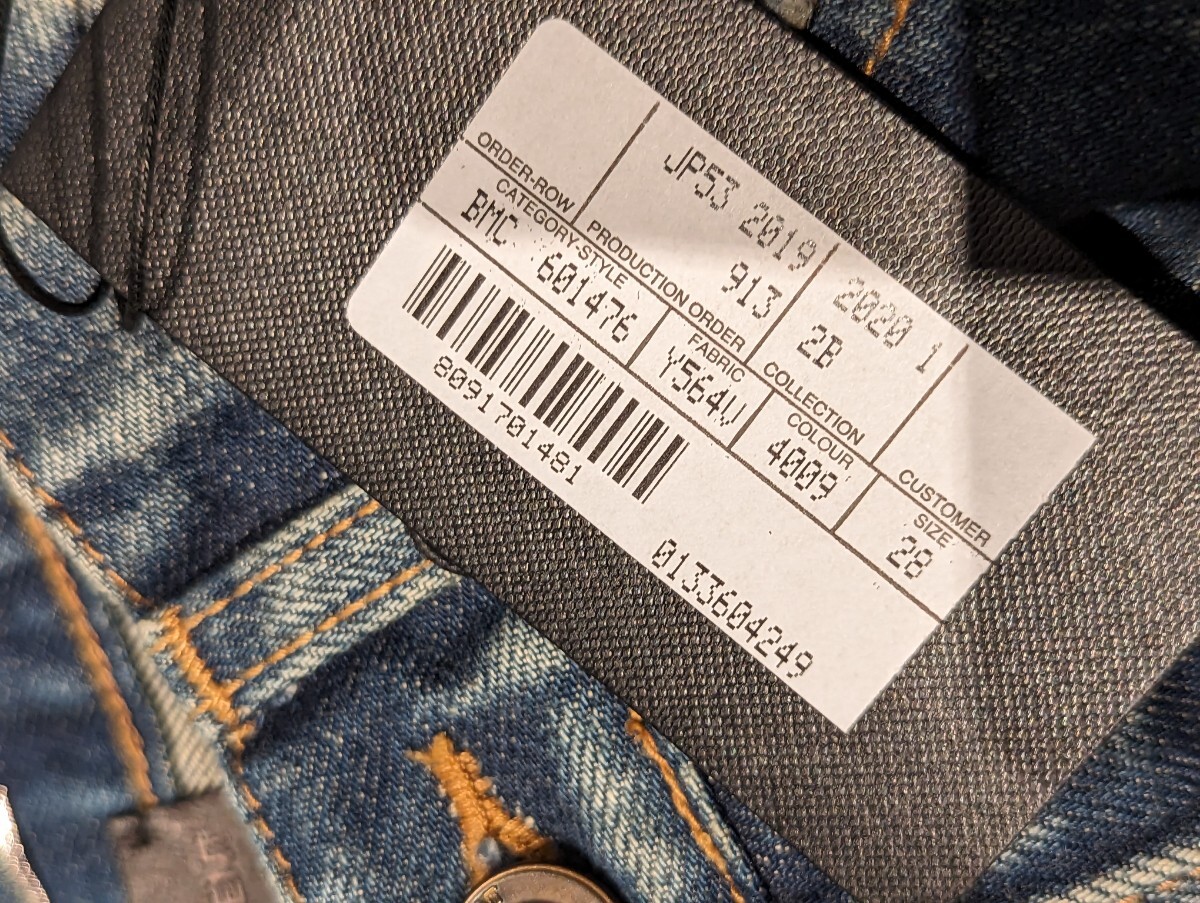 JP53 2019 2020 1
913 2B
ORDER-ROW PRODUCTION ORDER COLLECTION CUSTOMER
CATEGORY-STYLE FABRIC COLOUR SIZE
BMC 601476 Y564U 4009 28
8091701481
0133604249